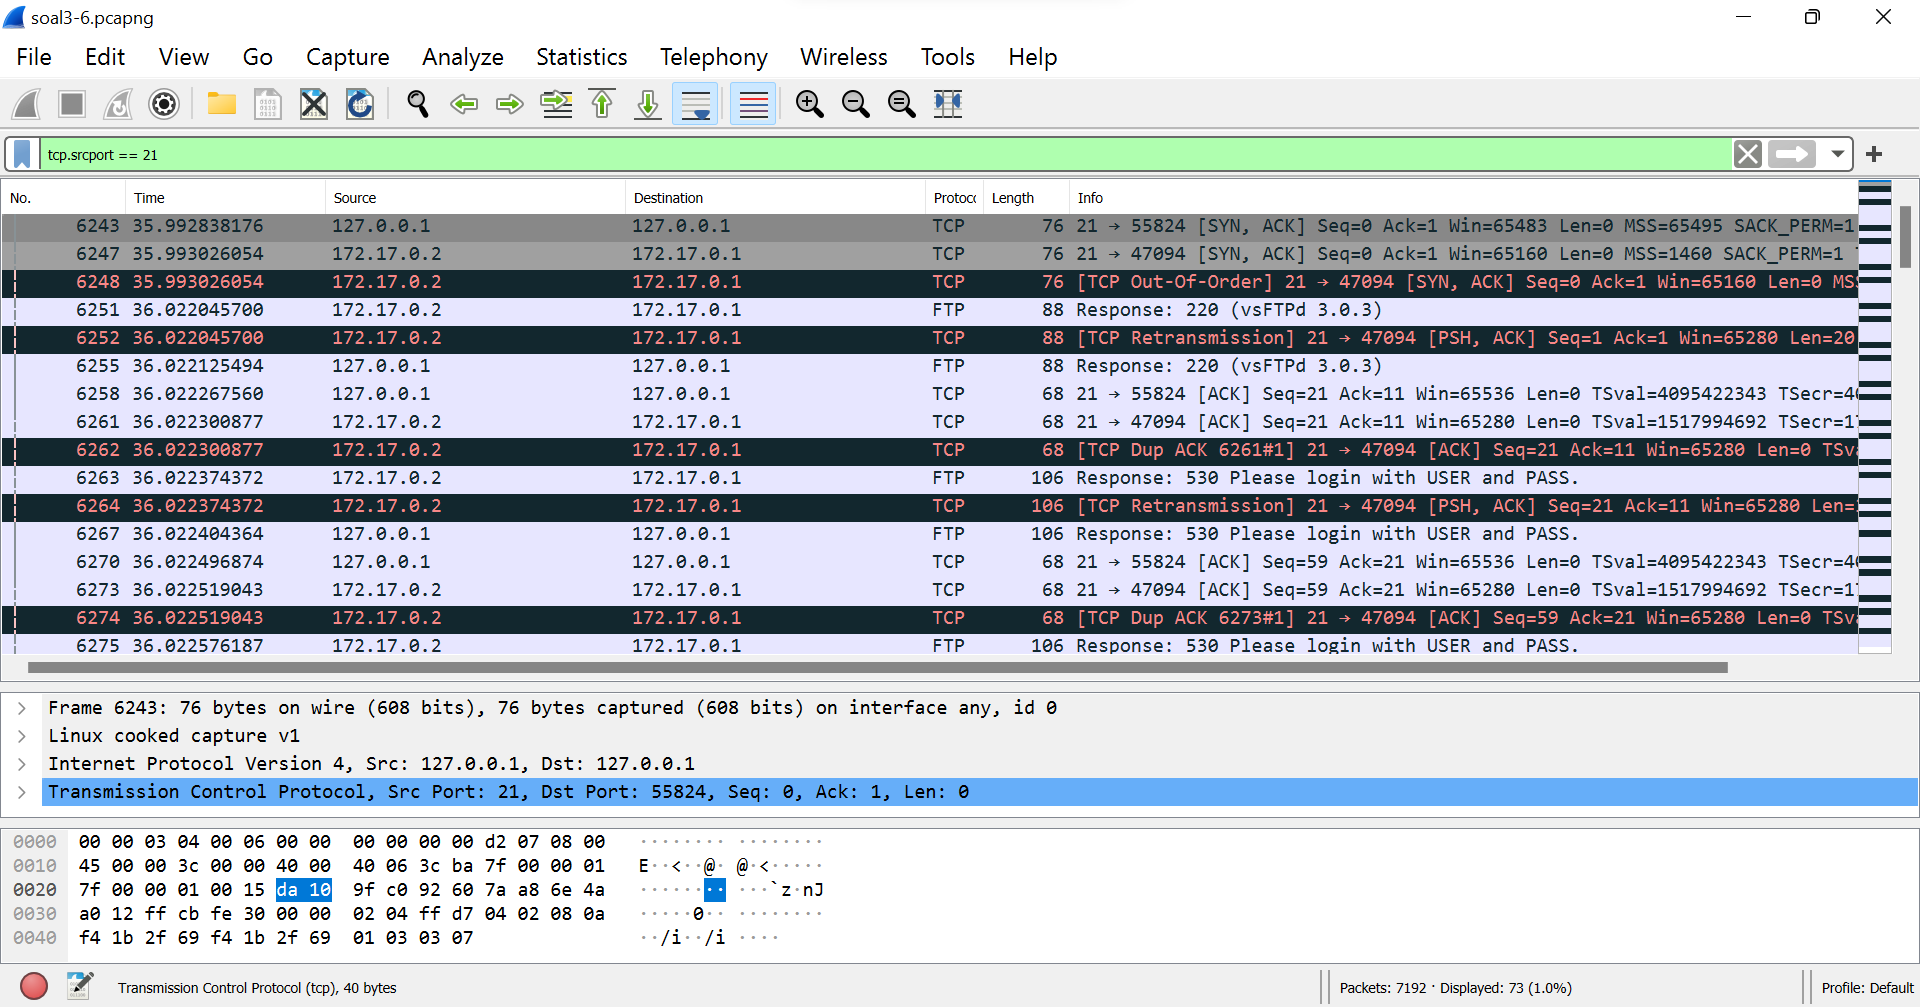 soal3-6.pcapng
File Edit View Go Capture Analyze Statistics Telephony Wireless Tools Help
tcp.srcport == 21
No. Time Source Destination Protoc Length Info
6243 35.992838176 127.0.0.1 127.0.0.1 TCP 76 21 → 55824 [SYN, ACK] Seq=0 Ack=1 Win=65483 Len=0 MSS=65495 SACK_PERM=1
6247 35.993026054 172.17.0.2 172.17.0.1 TCP 76 21 → 47094 [SYN, ACK] Seq=0 Ack=1 Win=65160 Len=0 MSS=1460 SACK_PERM=1
6248 35.993026054 172.17.0.2 172.17.0.1 TCP 76 [TCP Out-Of-Order] 21 → 47094 [SYN, ACK] Seq=0 Ack=1 Win=65160 Len=0 MS
6251 36.022045700 172.17.0.2 172.17.0.1 FTP 88 Response: 220 (vsFTPd 3.0.3)
6252 36.022045700 172.17.0.2 172.17.0.1 TCP 88 [TCP Retransmission] 21 → 47094 [PSH, ACK] Seq=1 Ack=1 Win=65280 Len=20
6255 36.022125494 127.0.0.1 127.0.0.1 FTP 88 Response: 220 (vsFTPd 3.0.3)
6258 36.022267560 127.0.0.1 127.0.0.1 TCP 68 21 → 55824 [ACK] Seq=21 Ack=11 Win=65536 Len=0 TSval=4095422343 TSecr=4
6261 36.022300877 172.17.0.2 172.17.0.1 TCP 68 21 → 47094 [ACK] Seq=21 Ack=11 Win=65280 Len=0 TSval=1517994692 TSecr=1
6262 36.022300877 172.17.0.2 172.17.0.1 TCP 68 [TCP Dup ACK 6261#1] 21 → 47094 [ACK] Seq=21 Ack=11 Win=65280 Len=0 TSv
6263 36.022374372 172.17.0.2 172.17.0.1 FTP 106 Response: 530 Please login with USER and PASS.
6264 36.022374372 172.17.0.2 172.17.0.1 TCP 106 [TCP Retransmission] 21 → 47094 [PSH, ACK] Seq=21 Ack=11 Win=65280 Len=
6267 36.022404364 127.0.0.1 127.0.0.1 FTP 106 Response: 530 Please login with USER and PASS.
6270 36.022496874 127.0.0.1 127.0.0.1 TCP 68 21 → 55824 [ACK] Seq=59 Ack=21 Win=65536 Len=0 TSval=4095422343 TSecr=4
6273 36.022519043 172.17.0.2 172.17.0.1 TCP 68 21 → 47094 [ACK] Seq=59 Ack=21 Win=65280 Len=0 TSval=1517994692 TSecr=1
6274 36.022519043 172.17.0.2 172.17.0.1 TCP 68 [TCP Dup ACK 6273#1] 21 → 47094 [ACK] Seq=59 Ack=21 Win=65280 Len=0 TSv
6275 36.022576187 172.17.0.2 172.17.0.1 FTP 106 Response: 530 Please login with USER and PASS.
Frame 6243: 76 bytes on wire (608 bits), 76 bytes captured (608 bits) on interface any, id 0
Linux cooked capture v1
Internet Protocol Version 4, Src: 127.0.0.1, Dst: 127.0.0.1
Transmission Control Protocol, Src Port: 21, Dst Port: 55824, Seq: 0, Ack: 1, Len: 0
0000 00 00 03 04 00 06 00 00 00 00 00 00 d2 07 08 00 ········ ········
0010 45 00 00 3c 00 00 40 00 40 06 3c ba 7f 00 00 01 E··<··@· @·<·····
0020 7f 00 00 01 00 15 da 10 9f c0 92 60 7a a8 6e 4a ········ ···`z·nJ
0030 a0 12 ff cb fe 30 00 00 02 04 ff d7 04 02 08 0a ·····0·· ········
0040 f4 1b 2f 69 f4 1b 2f 69 01 03 03 07 ··/i··/i ····
Transmission Control Protocol (tcp), 40 bytes
Packets: 7192 · Displayed: 73 (1.0%)
Profile: Default